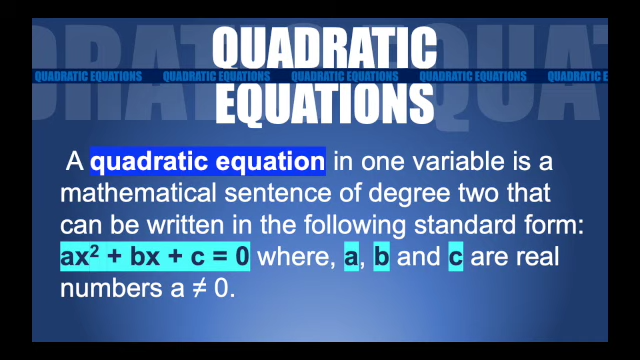 QUADRATIC
QUADRATIC EQUATIONS QUADRATIC EQUATIONS QUADRATIC EQUATIONS QUADRATIC EQUATIONS QUADRATIC E
EQUATIONS
A quadratic equation in one variable is a
mathematical sentence of degree two that
can be written in the following standard form:
ax² + bx + c = 0 where, a, b and c are real
numbers a ≠ 0.